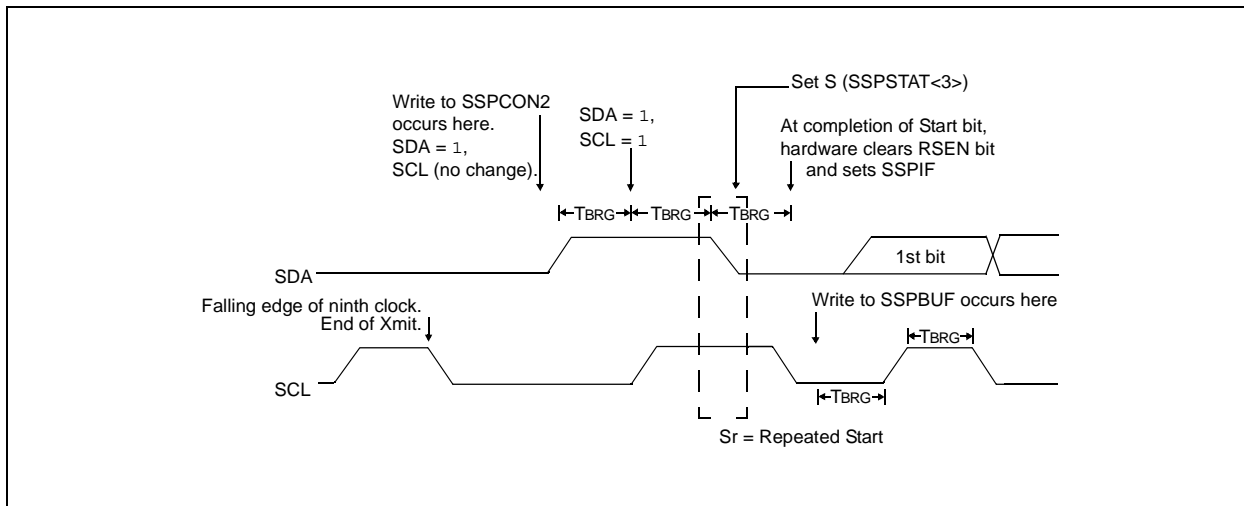 Set S (SSPSTAT<3>)
Write to SSPCON2
occurs here.
SDA = 1,
SCL (no change).
SDA = 1,
SCL = 1
At completion of Start bit,
hardware clears RSEN bit
and sets SSPIF
TBRG
TBRG
TBRG
SDA
1st bit
Falling edge of ninth clock.
End of Xmit.
Write to SSPBUF occurs here
TBRG
SCL
TBRG
Sr = Repeated Start